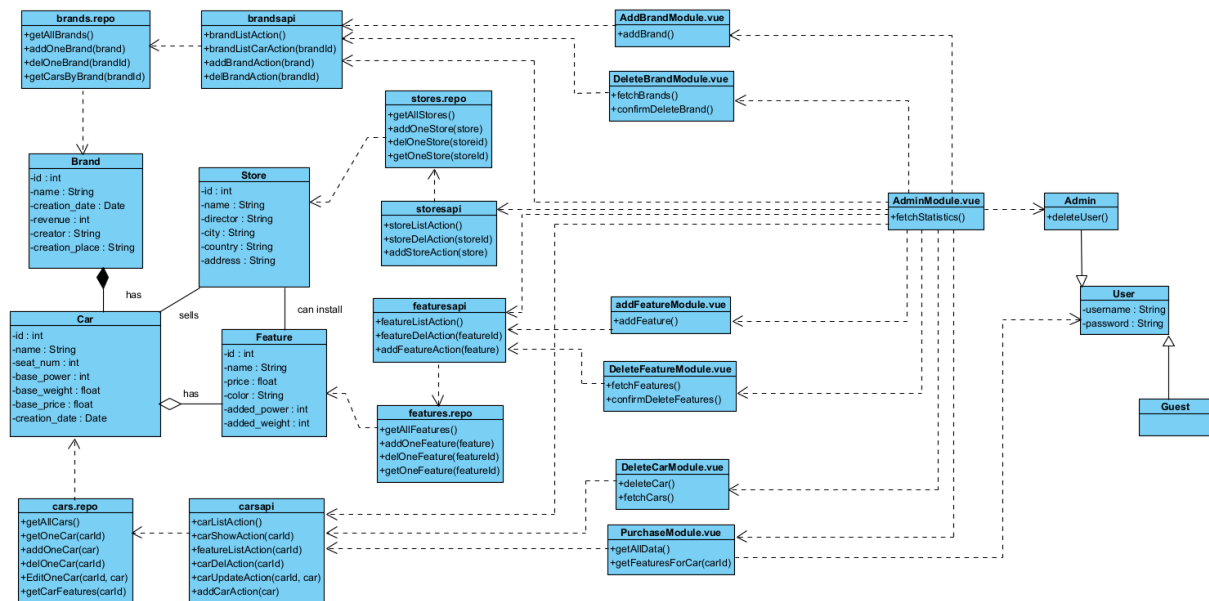 brands.repo
+getAllBrands()
+addOneBrand(brand)
+delOneBrand(brandId)
+getCarsByBrand(brandId)
brandsapi
+brandListAction()
+brandListCarAction(brandId)
+addBrandAction(brand)
+delBrandAction(brandId)
AddBrandModule.vue
+addBrand()
DeleteBrandModule.vue
+fetchBrands()
+confirmDeleteBrand()
stores.repo
+getAllStores()
+addOneStore(store)
+delOneStore(storeid)
+getOneStore(storeId)
Brand
-id : int
-name : String
-creation_date : Date
-revenue : int
-creator : String
-creation_place : String
Store
-id : int
-name : String
-director : String
-city : String
-country : String
-address : String
storesapi
+storeListAction()
+storeDelAction(storeId)
+addStoreAction(store)
AdminModule.vue
+fetchStatistics()
Admin
+deleteUser()
has
sells
can install
User
-username : String
-password : String
Car
-id : int
-name : String
-seat_num : int
-base_power : int
-base_weight : float
-base_price : float
-creation_date : Date
has
Feature
-id : int
-name : String
-price : float
-color : String
-added_power : int
-added_weight : int
featuresapi
+featureListAction()
+featureDelAction(featureId)
+addFeatureAction(feature)
addFeatureModule.vue
+addFeature()
DeleteFeatureModule.vue
+fetchFeatures()
+confirmDeleteFeatures()
Guest
features.repo
+getAllFeatures()
+addOneFeature(feature)
+delOneFeature(featureId)
+getOneFeature(featureId)
DeleteCarModule.vue
+deleteCar()
+fetchCars()
cars.repo
+getAllCars()
+getOneCar(carId)
+addOneCar(car)
+delOneCar(carId)
+EditOneCar(carId, car)
+getCarFeatures(carId)
carsapi
+carListAction()
+carShowAction(carId)
+featureListAction(carId)
+carDelAction(carId)
+carUpdateAction(carId, car)
+addCarAction(car)
PurchaseModule.vue
+getAllData()
+getFeaturesForCar(carId)